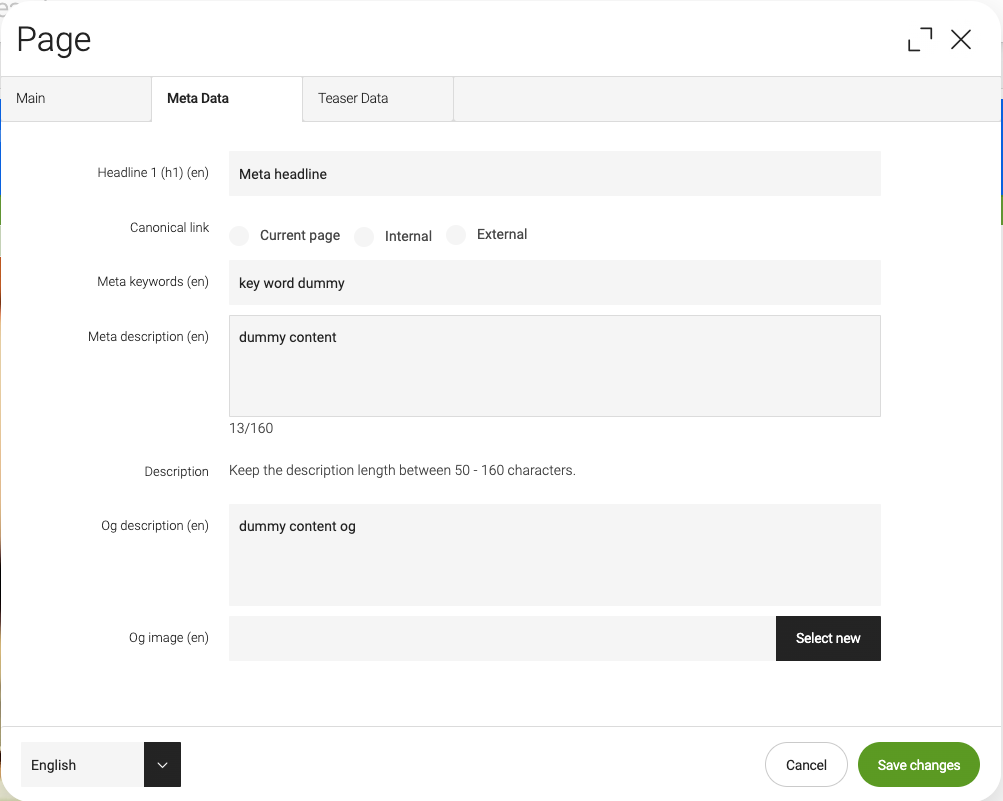 Page
Main
Meta Data
Teaser Data
Headline 1 (h1) (en)
Meta headline
Canonical link
Current page
Internal
External
Meta keywords (en)
key word dummy
Meta description (en)
dummy content
13/160
Description
Keep the description length between 50 - 160 characters.
Og description (en)
dummy content og
Og image (en)
Select new
English
Cancel
Save changes